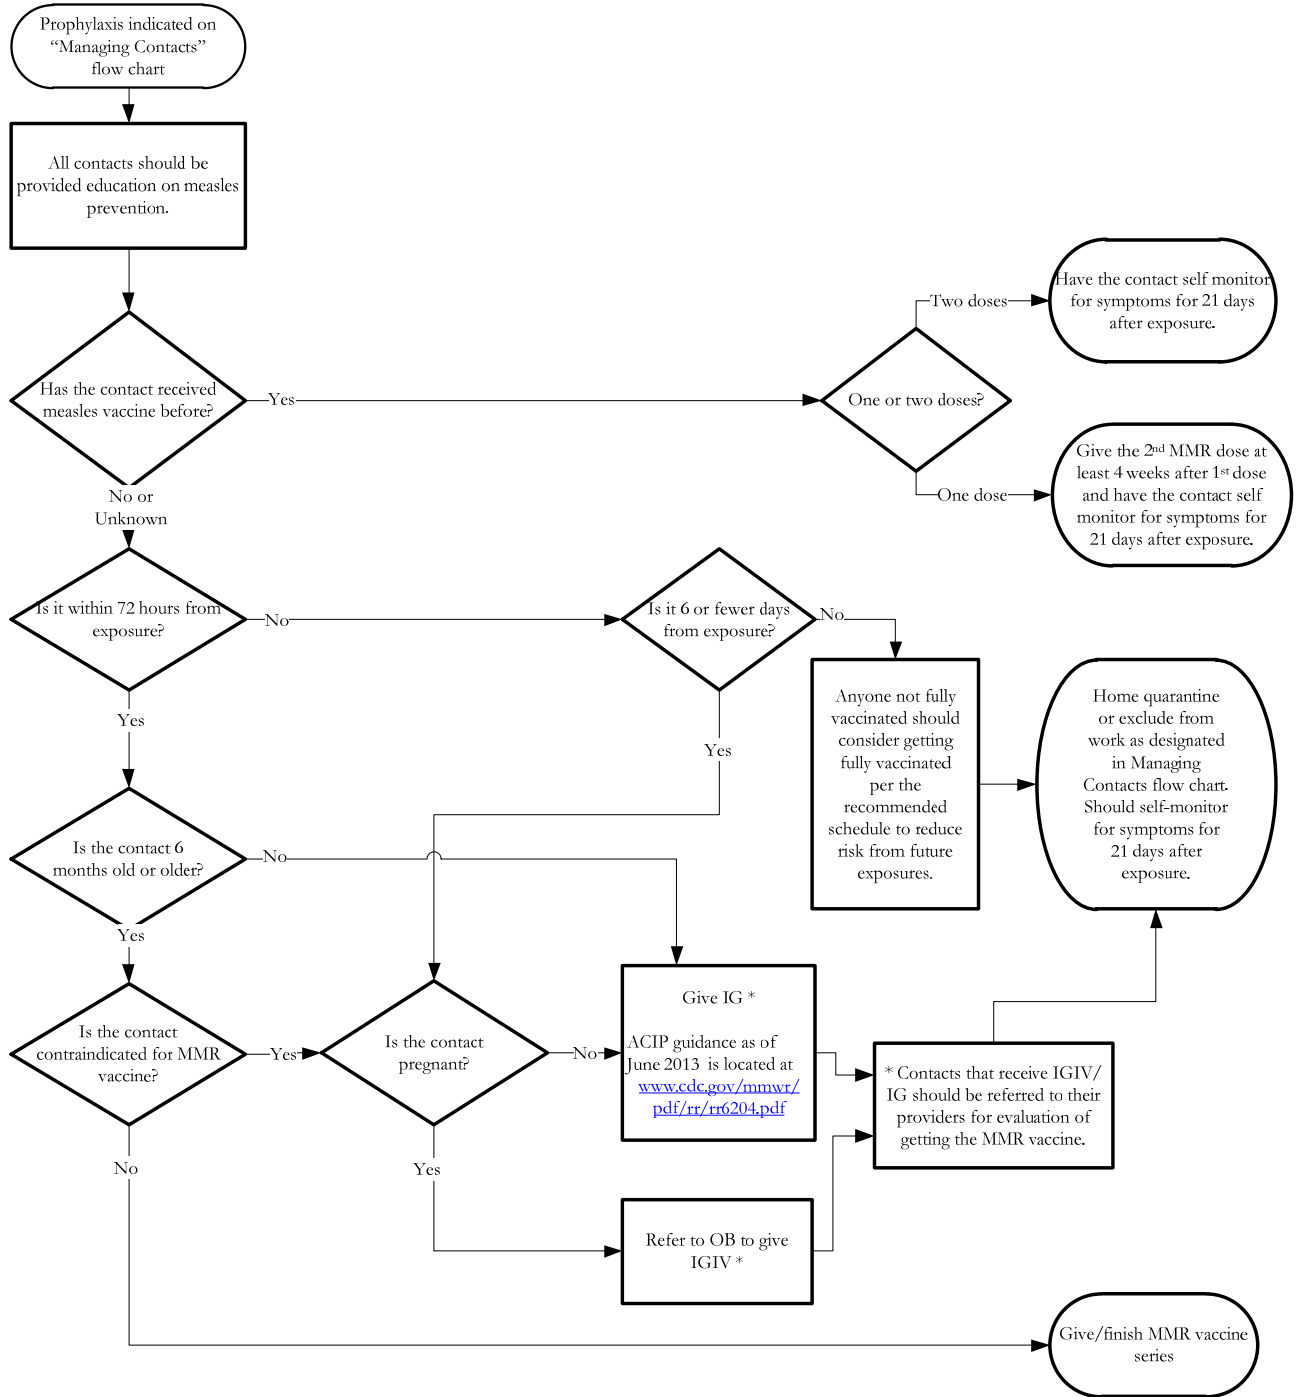 Prophylaxis indicated on
“Managing Contacts”
flow chart
All contacts should be
provided education on measles
prevention.
Has the contact received
measles vaccine before?
Yes
One or two doses?
Two doses
Have the contact self monitor
for symptoms for 21 days
after exposure.
One dose
Give the 2nd MMR dose at
least 4 weeks after 1st dose
and have the contact self
monitor for symptoms for
21 days after exposure.
No or
Unknown
Is it within 72 hours from
exposure?
No
Is it 6 or fewer days
from exposure?
No
Anyone not fully
vaccinated should
consider getting
fully vaccinated
per the
recommended
schedule to reduce
risk from future
exposures.
Home quarantine
or exclude from
work as designated
in Managing
Contacts flow chart.
Should self-monitor
for symptoms for
21 days after
exposure.
Yes
Yes
Is the contact 6
months old or older?
No
Yes
Is the contact
contraindicated for MMR
vaccine?
Yes
Is the contact
pregnant?
No
Give IG *
ACIP guidance as of
June 2013 is located at
www.cdc.gov/mmwr/
pdf/rr/rr6204.pdf
* Contacts that receive IGIV/
IG should be referred to their
providers for evaluation of
getting the MMR vaccine.
No
Yes
Refer to OB to give
IGIV *
Give/finish MMR vaccine
series